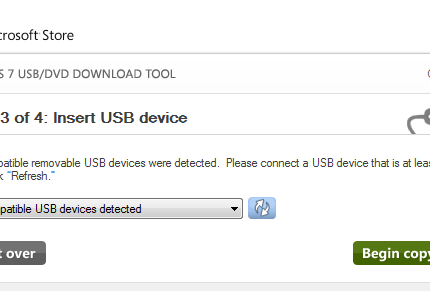 crosoft Store
S 7 USB/DVD DOWNLOAD TOOL
3 of 4: Insert USB device
patible removable USB devices were detected. Please connect a USB device that is at leas
k "Refresh."
patible USB devices detected
t over
Begin copy